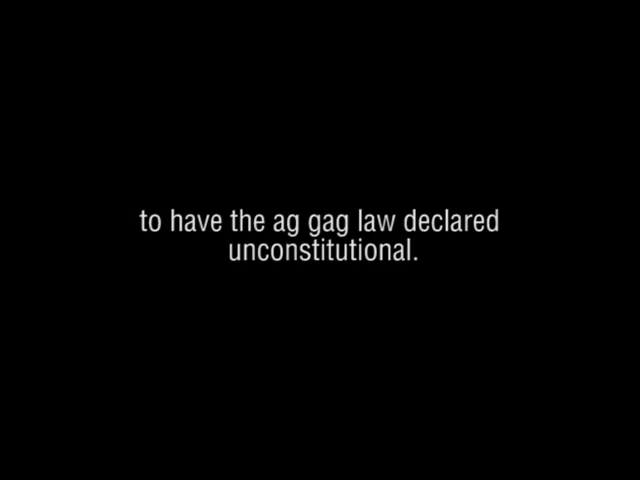 to have the ag gag law declared
unconstitutional.